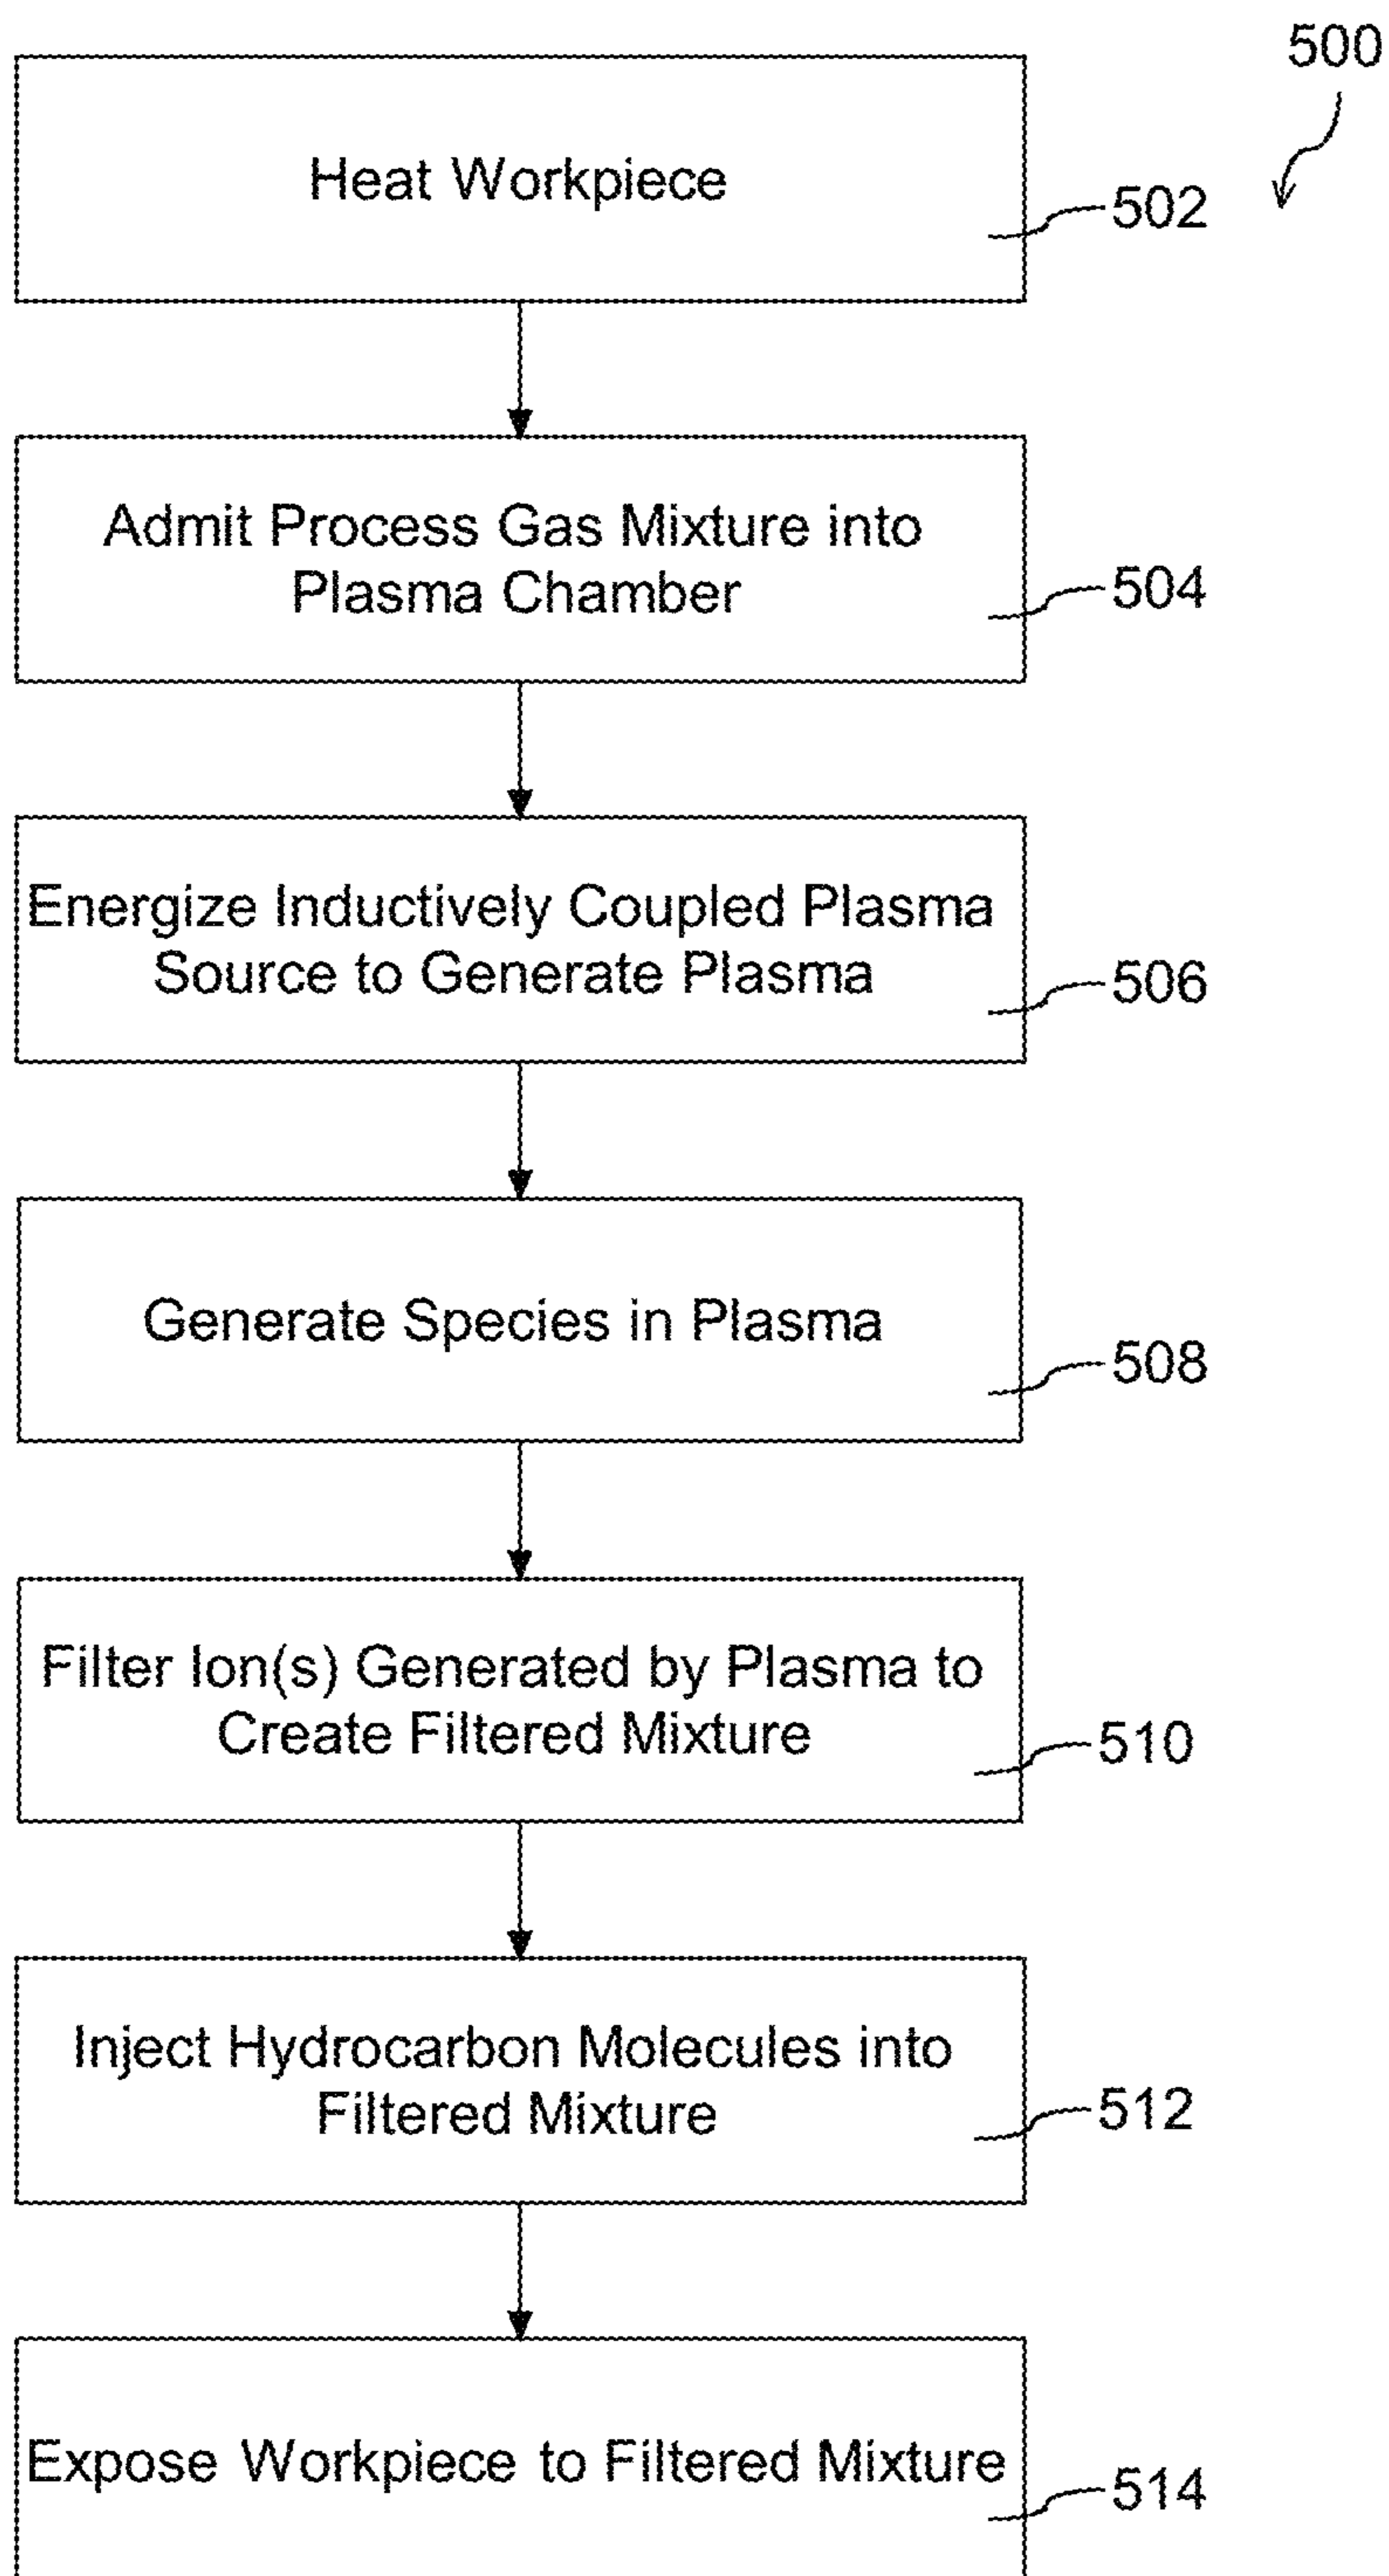 500
Heat Workpiece
502
Admit Process Gas Mixture into
Plasma Chamber
504
Energize Inductively Coupled Plasma
Source to Generate Plasma
506
Generate Species in Plasma
508
Filter Ion(s) Generated by Plasma to
Create Filtered Mixture
510
Inject Hydrocarbon Molecules into
Filtered Mixture
512
Expose Workpiece to Filtered Mixture
514